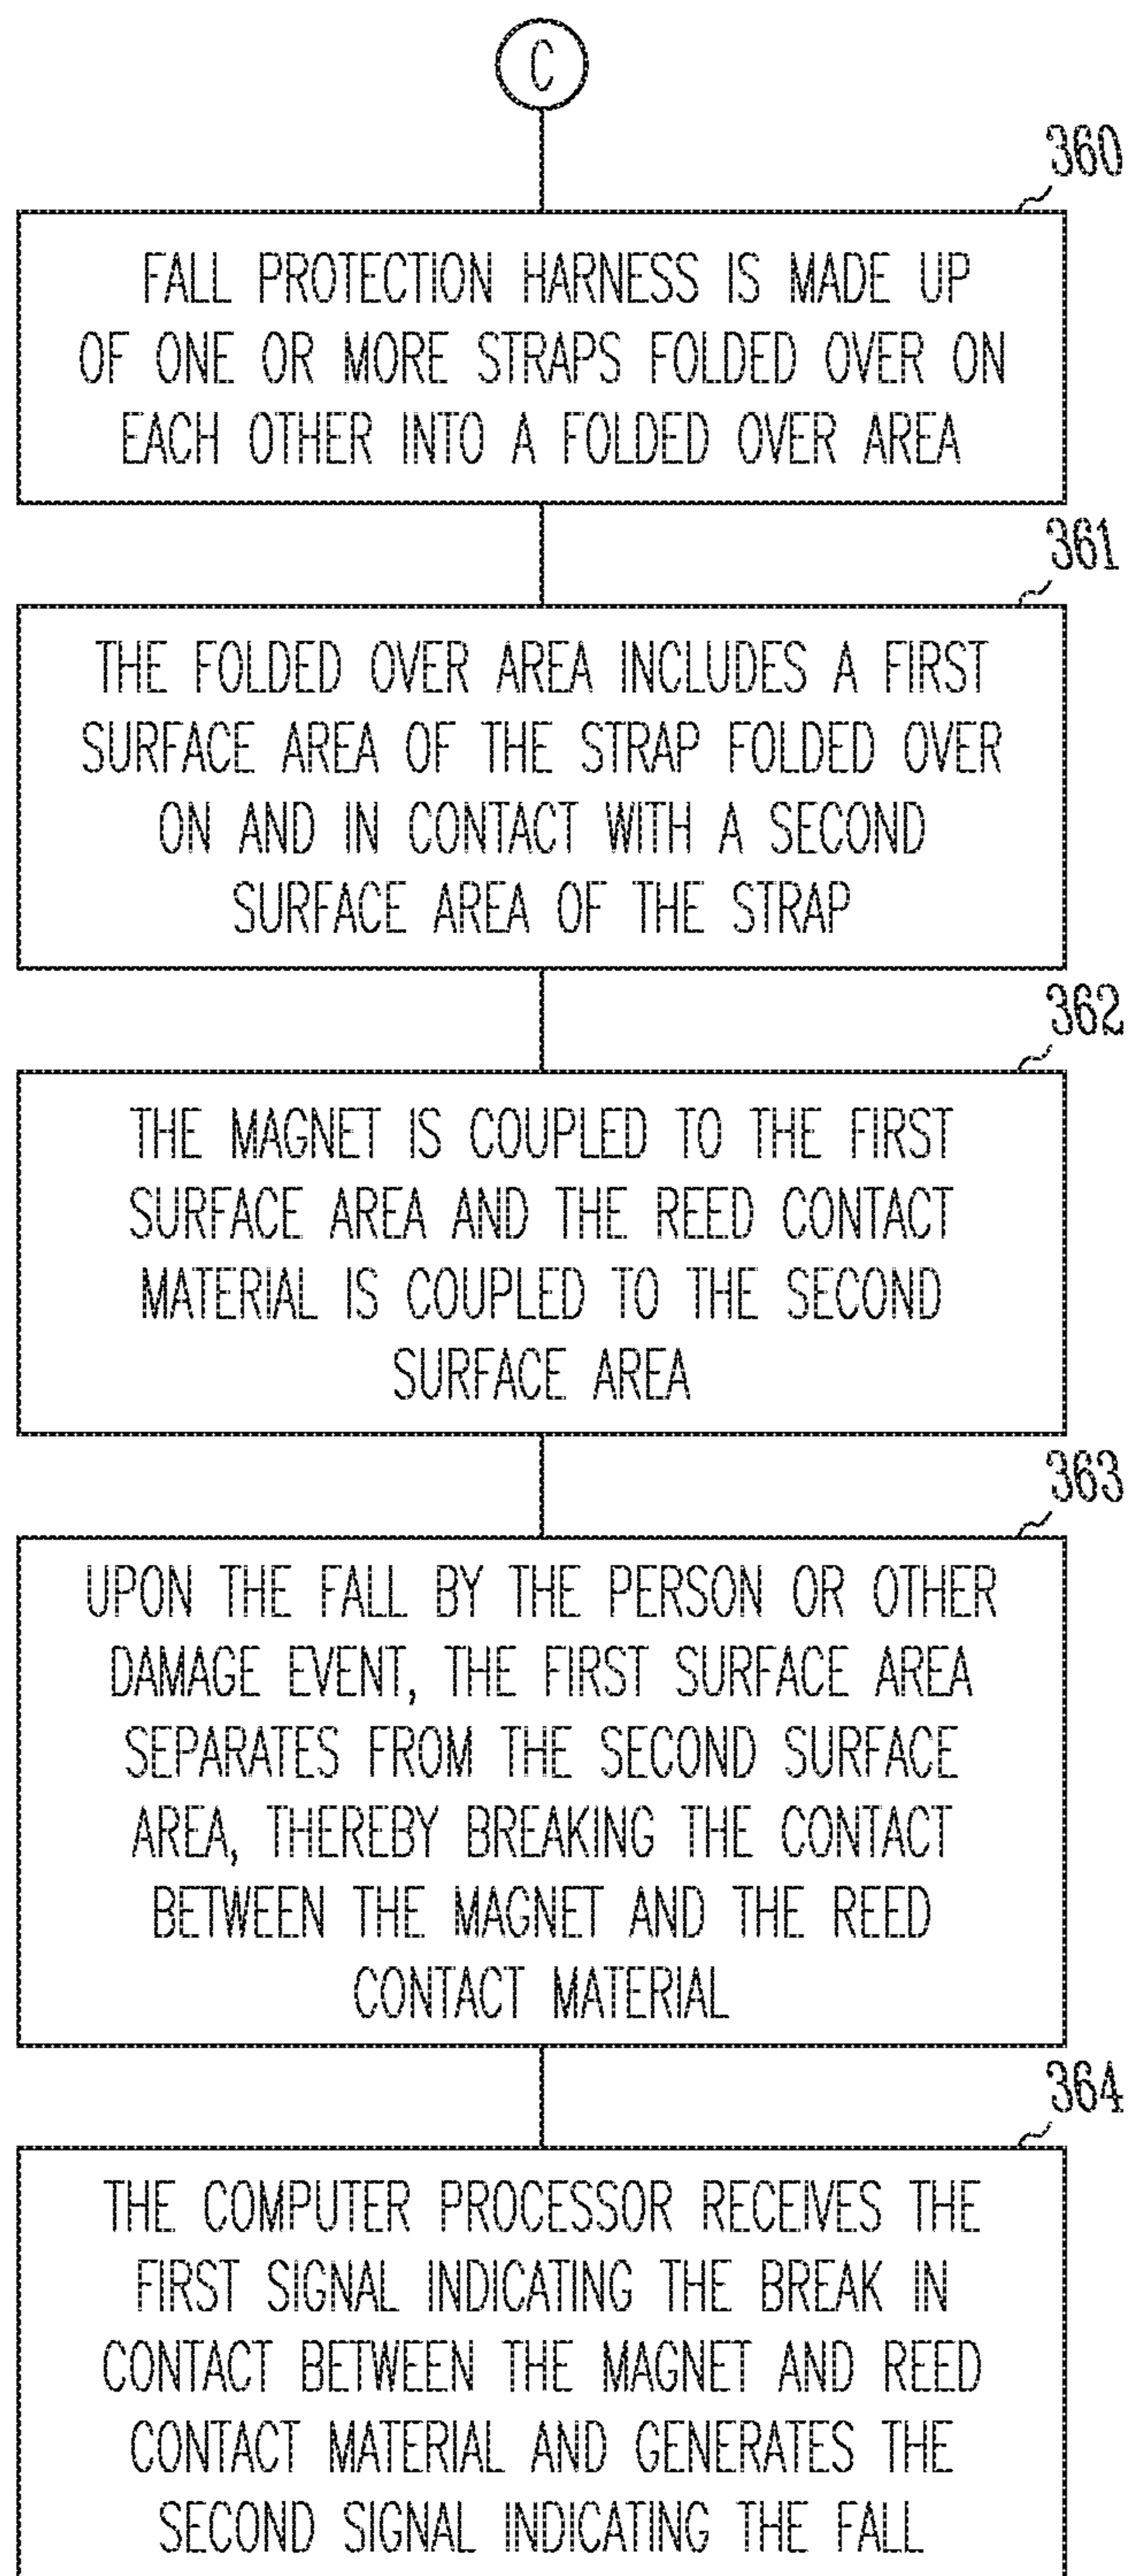 C
360
FALL PROTECTION HARNESS IS MADE UP
OF ONE OR MORE STRAPS FOLDED OVER ON
EACH OTHER INTO A FOLDED OVER AREA
361
THE FOLDED OVER AREA INCLUDES A FIRST
SURFACE AREA OF THE STRAP FOLDED OVER
ON AND IN CONTACT WITH A SECOND
SURFACE AREA OF THE STRAP
362
THE MAGNET IS COUPLED TO THE FIRST
SURFACE AREA AND THE REED CONTACT
MATERIAL IS COUPLED TO THE SECOND
SURFACE AREA
363
UPON THE FALL BY THE PERSON OR OTHER
DAMAGE EVENT, THE FIRST SURFACE AREA
SEPARATES FROM THE SECOND SURFACE
AREA, THEREBY BREAKING THE CONTACT
BETWEEN THE MAGNET AND THE REED
CONTACT MATERIAL
364
THE COMPUTER PROCESSOR RECEIVES THE
FIRST SIGNAL INDICATING THE BREAK IN
CONTACT BETWEEN THE MAGNET AND REED
CONTACT MATERIAL AND GENERATES THE
SECOND SIGNAL INDICATING THE FALL